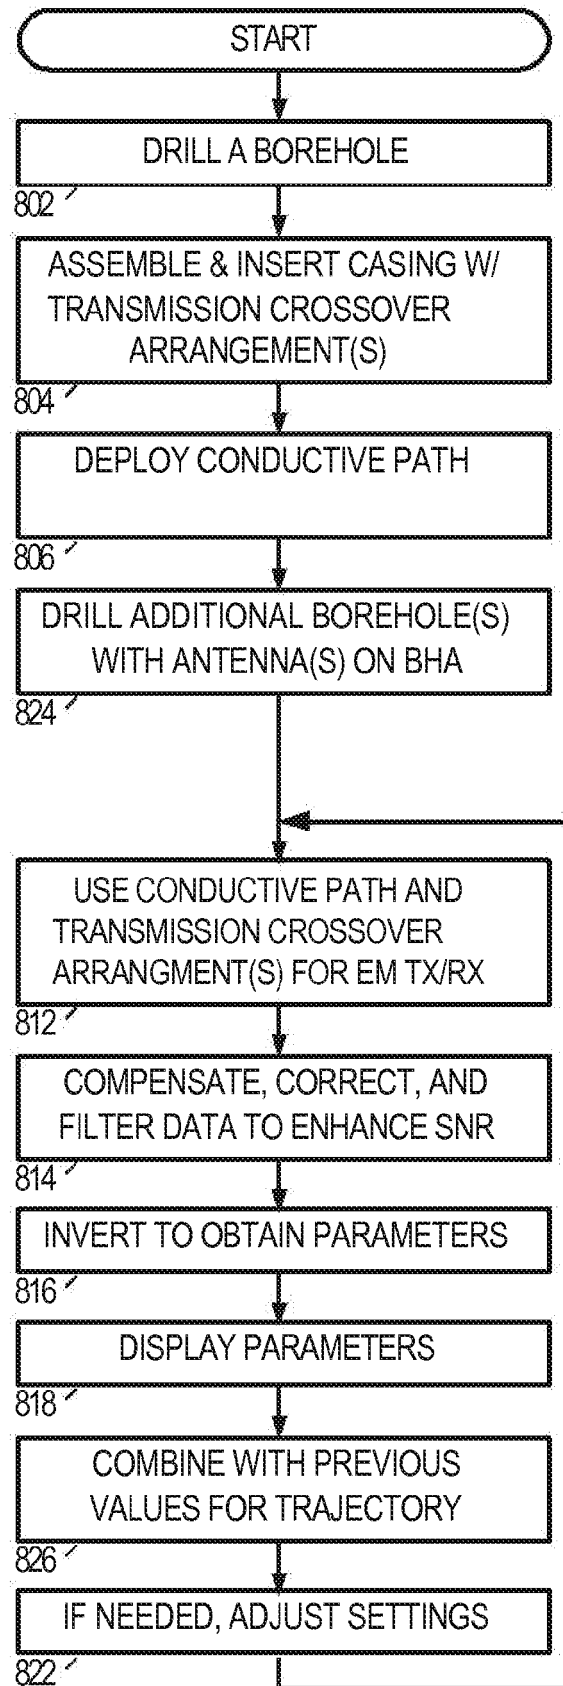 START
DRILL A BOREHOLE
802
ASSEMBLE & INSERT CASING W/
TRANSMISSION CROSSOVER
ARRANGEMENT(S)
804
DEPLOY CONDUCTIVE PATH
806
DRILL ADDITIONAL BOREHOLE(S)
WITH ANTENNA(S) ON BHA
824
USE CONDUCTIVE PATH AND
TRANSMISSION CROSSOVER
ARRANGMENT(S) FOR EM TX/RX
812
COMPENSATE, CORRECT, AND
FILTER DATA TO ENHANCE SNR
814
INVERT TO OBTAIN PARAMETERS
816
DISPLAY PARAMETERS
818
COMBINE WITH PREVIOUS
VALUES FOR TRAJECTORY
826
IF NEEDED, ADJUST SETTINGS
822